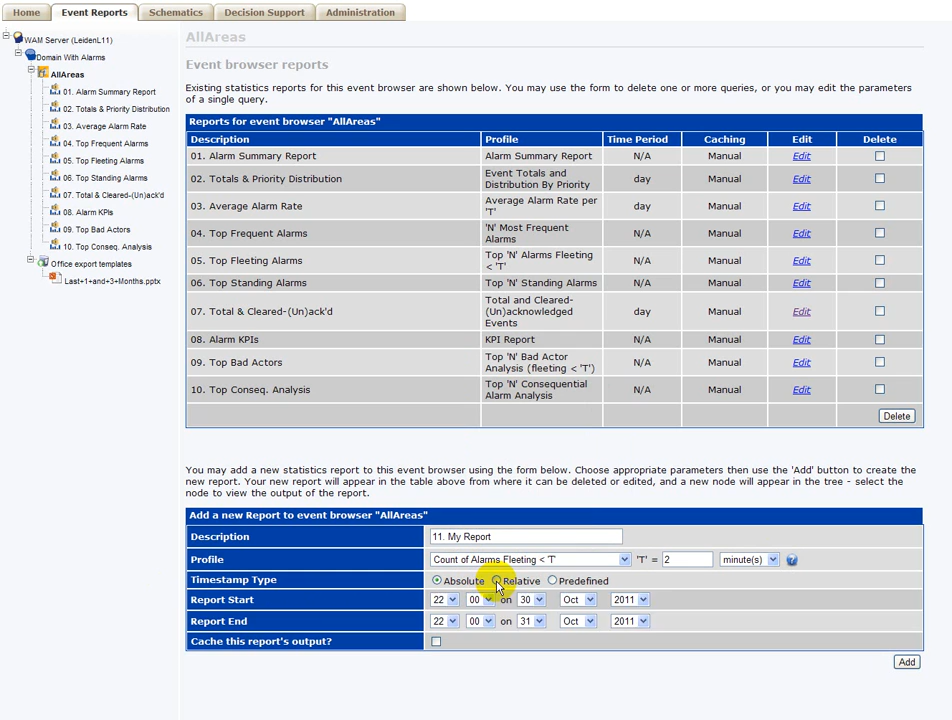 Home Event Reports Schematics Decision Support Administration
WAM Server (LeidenL11)
Domain With Alarms
AllAreas
01. Alarm Summary Report
02. Totals & Priority Distribution
03. Average Alarm Rate
04. Top Frequent Alarms
05. Top Fleeting Alarms
06. Top Standing Alarms
07. Total & Cleared-(Un)ack'd
08. Alarm KPIs
09. Top Bad Actors
10. Top Conseq. Analysis
Office export templates
Last+1+and+3+Months.pptx
AllAreas
Event browser reports
Existing statistics reports for this event browser are shown below. You may use the form to delete one or more queries, or you may edit the parameters
of a single query.
Reports for event browser "AllAreas"
Description Profile Time Period Caching Edit Delete
01. Alarm Summary Report Alarm Summary Report N/A Manual Edit
02. Totals & Priority Distribution Event Totals and
Distribution By Priority day Manual Edit
03. Average Alarm Rate Average Alarm Rate per
'T' day Manual Edit
04. Top Frequent Alarms 'N' Most Frequent
Alarms N/A Manual Edit
05. Top Fleeting Alarms Top 'N' Alarms Fleeting
< 'T' N/A Manual Edit
06. Top Standing Alarms Top 'N' Standing Alarms N/A Manual Edit
07. Total & Cleared-(Un)ack'd Total and Cleared-
(Un)acknowledged
Events day Manual Edit
08. Alarm KPIs KPI Report N/A Manual Edit
09. Top Bad Actors Top 'N' Bad Actor
Analysis (fleeting < 'T') N/A Manual Edit
10. Top Conseq. Analysis Top 'N' Consequential
Alarm Analysis N/A Manual Edit
Delete
You may add a new statistics report to this event browser using the form below. Choose appropriate parameters then use the 'Add' button to create the
new report. Your new report will appear in the table above from where it can be deleted or edited, and a new node will appear in the tree - select the
node to view the output of the report.
Add a new Report to event browser "AllAreas"
Description 11. My Report
Profile Count of Alarms Fleeting < 'T' 'T' = 2 minute(s) ?
Timestamp Type Absolute Relative Predefined
Report Start 22 00 on 30 Oct 2011
Report End 22 00 on 31 Oct 2011
Cache this report's output?
Add